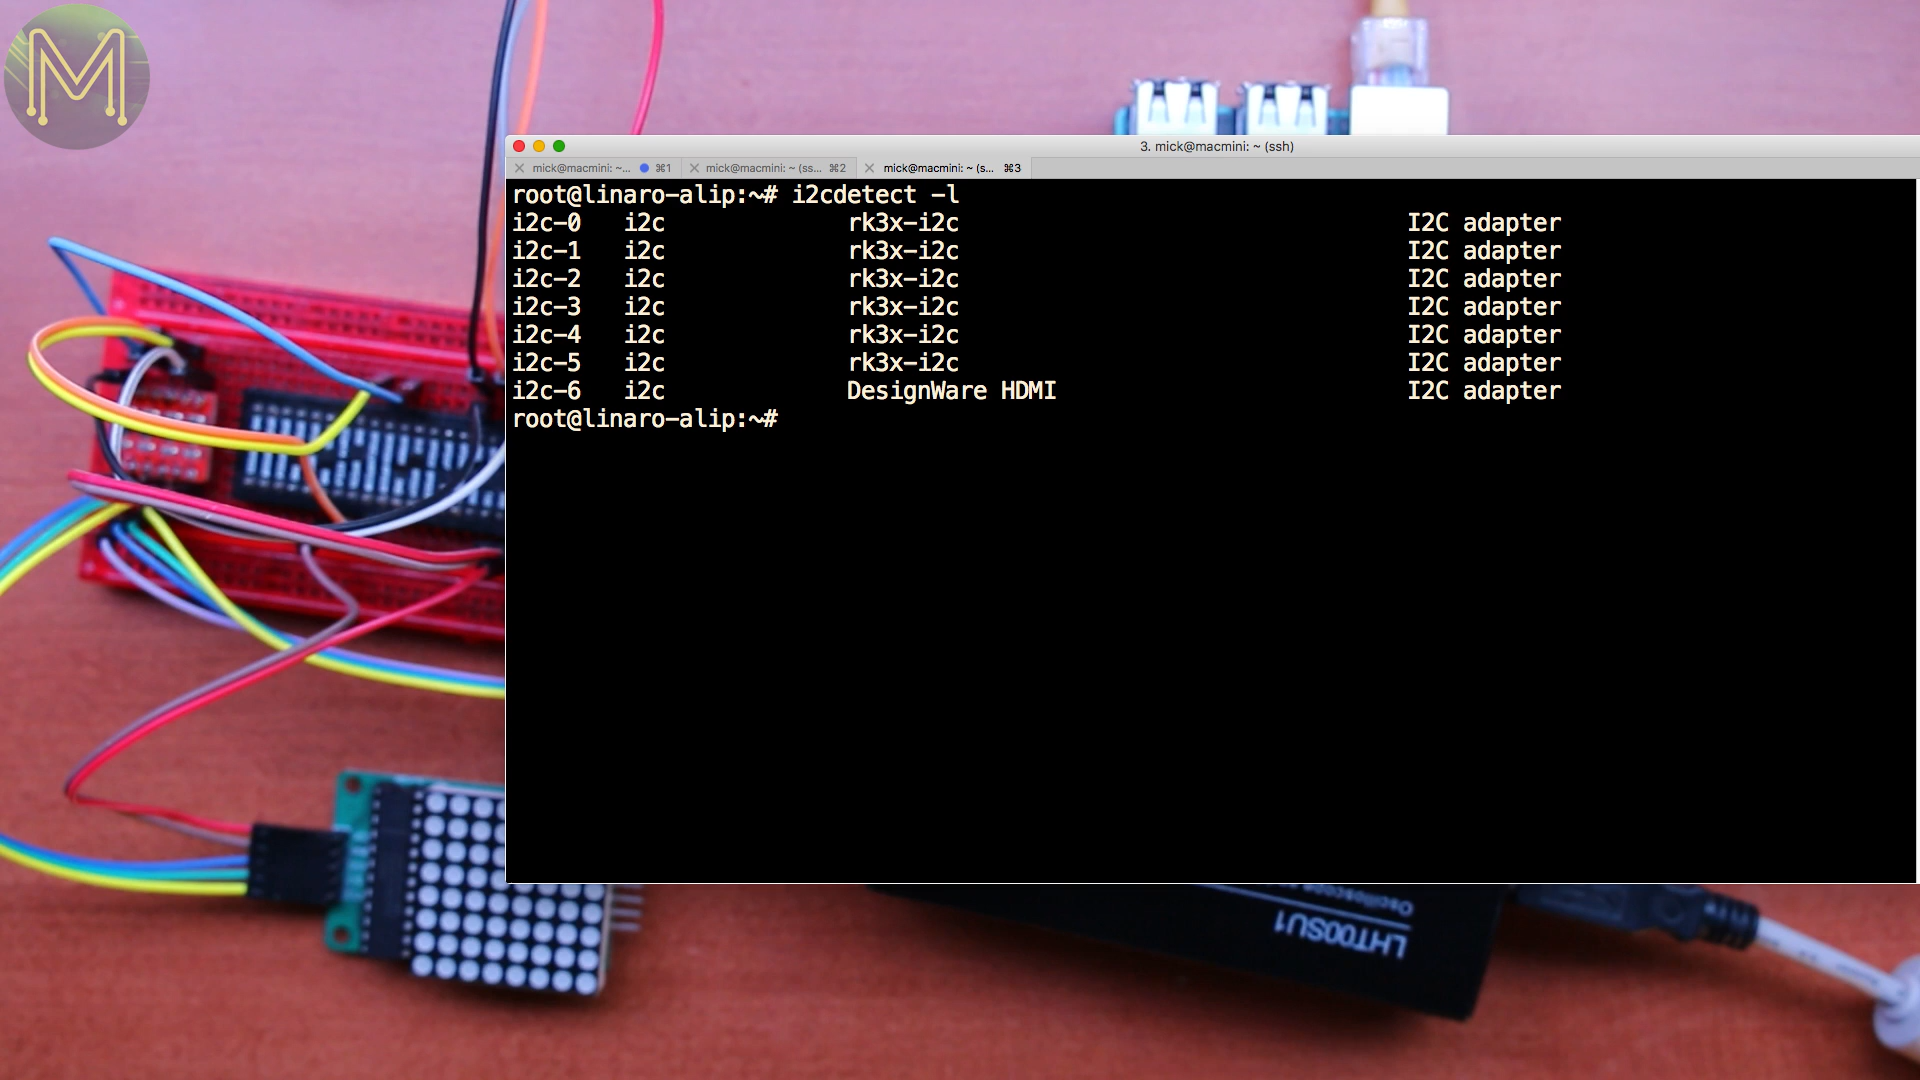 M
3. mick@macmini: ~ (ssh)
mick@macmini: ~... ⌘1
mick@macmini: ~ (ss... ⌘2
mick@macmini: ~ (s... ⌘3
root@linaro-alip:~# i2cdetect -l
i2c-0 i2c rk3x-i2c I2C adapter
i2c-1 i2c rk3x-i2c I2C adapter
i2c-2 i2c rk3x-i2c I2C adapter
i2c-3 i2c rk3x-i2c I2C adapter
i2c-4 i2c rk3x-i2c I2C adapter
i2c-5 i2c rk3x-i2c I2C adapter
i2c-6 i2c DesignWare HDMI I2C adapter
root@linaro-alip:~#
LHT00SU1
Oscilloscope